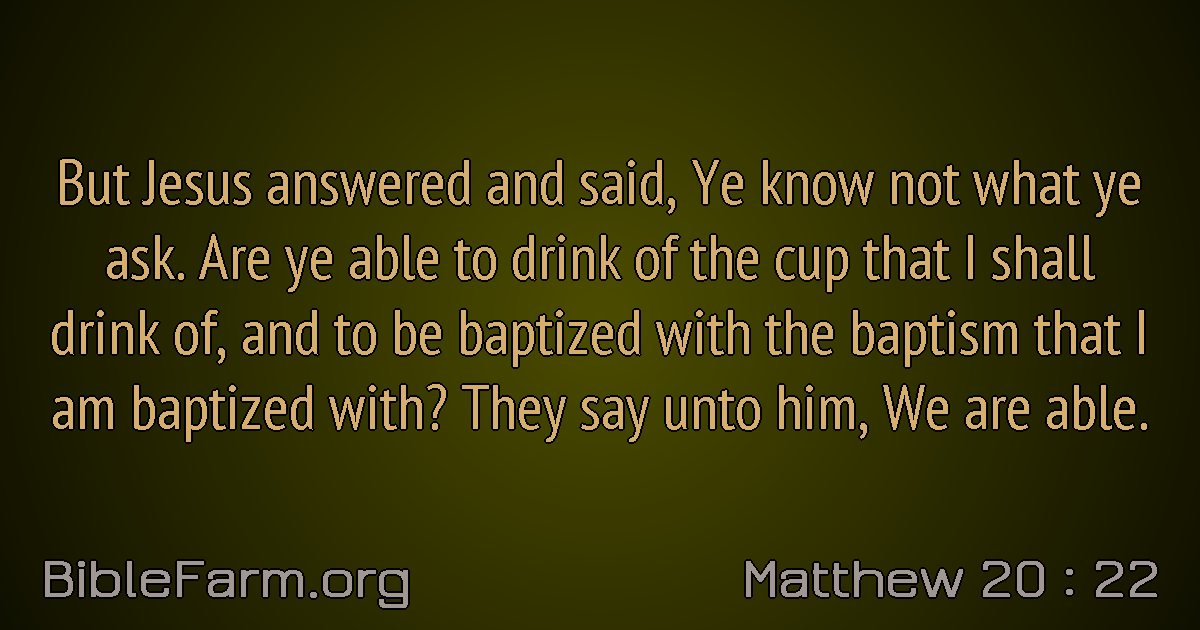 But Jesus answered and said, Ye know not what ye
ask. Are ye able to drink of the cup that I shall
drink of, and to be baptized with the baptism that I
am baptized with? They say unto him, We are able.
BibleFarm.org
Matthew 20 : 22